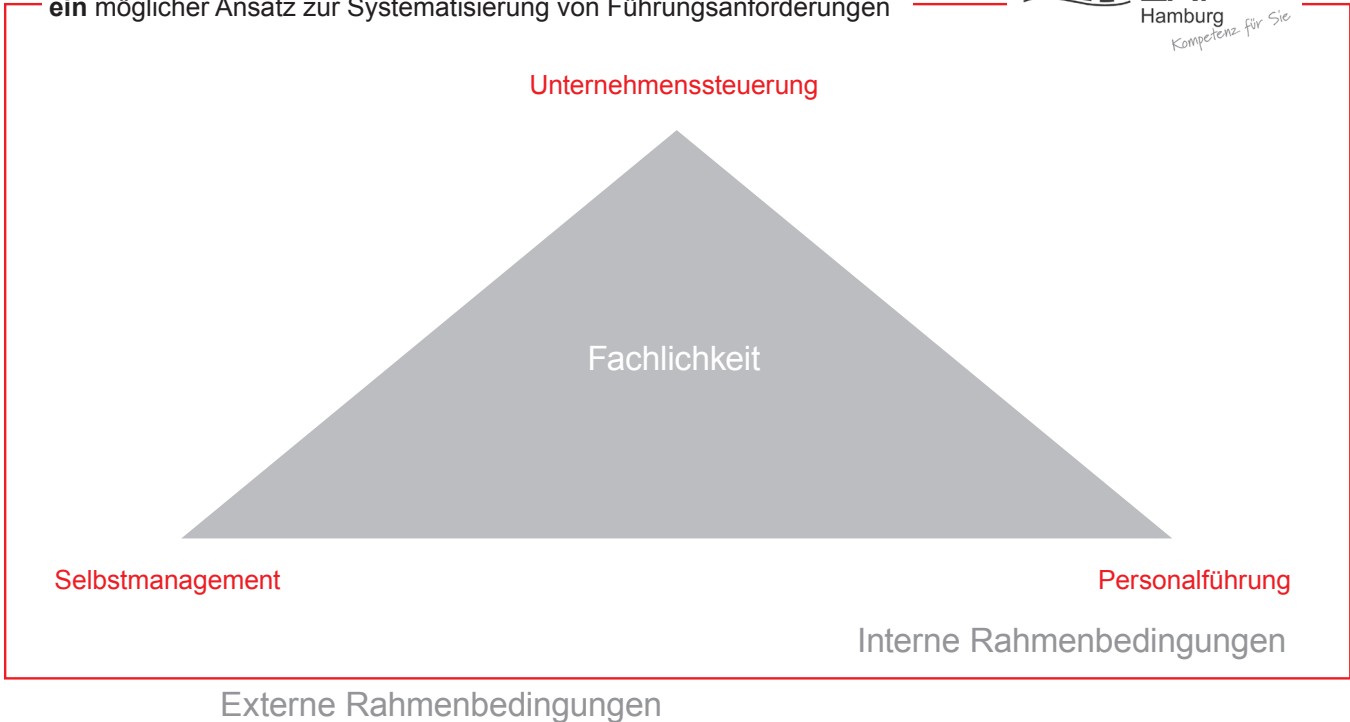 ein möglicher Ansatz zur Systematisierung von Führungsanforderungen
Hamburg
Kompetenz für Sie
Unternehmenssteuerung
Fachlichkeit
Selbstmanagement
Personalführung
Interne Rahmenbedingungen
Externe Rahmenbedingungen